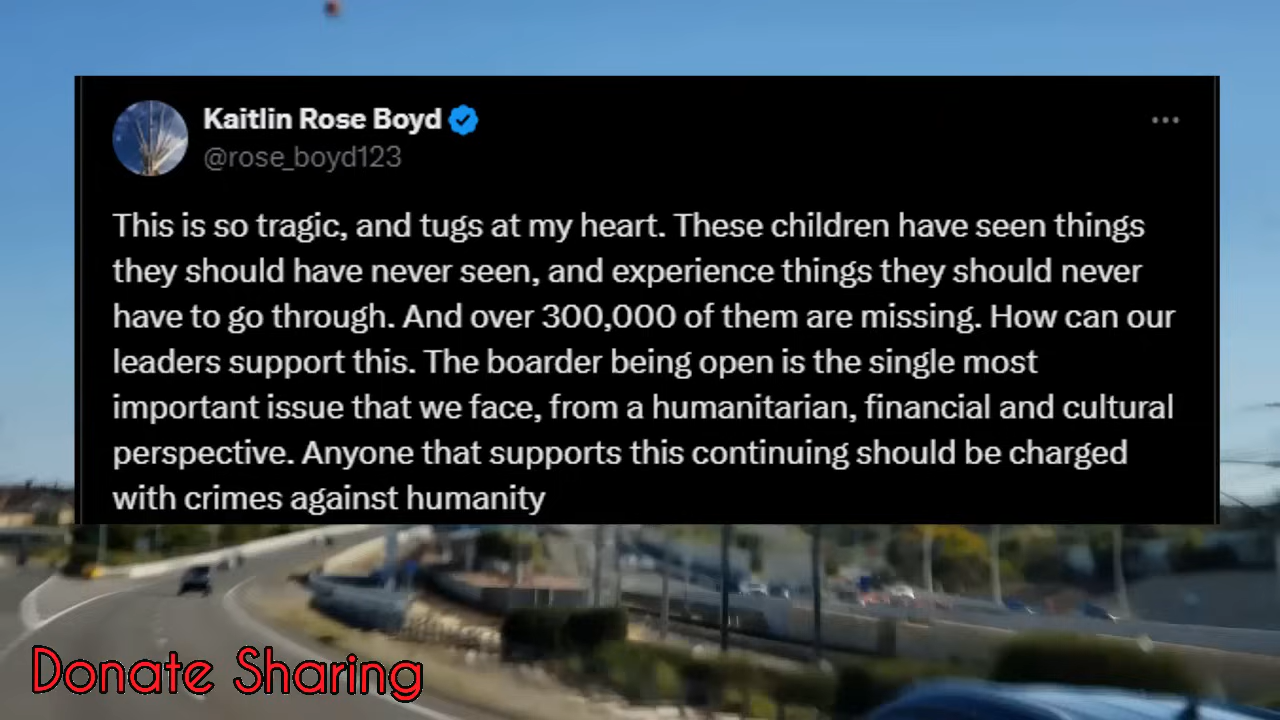 Kaitlin Rose Boyd
@rose_boyd123
This is so tragic, and tugs at my heart. These children have seen things
they should have never seen, and experience things they should never
have to go through. And over 300,000 of them are missing. How can our
leaders support this. The boarder being open is the single most
important issue that we face, from a humanitarian, financial and cultural
perspective. Anyone that supports this continuing should be charged
with crimes against humanity
Donate Sharing